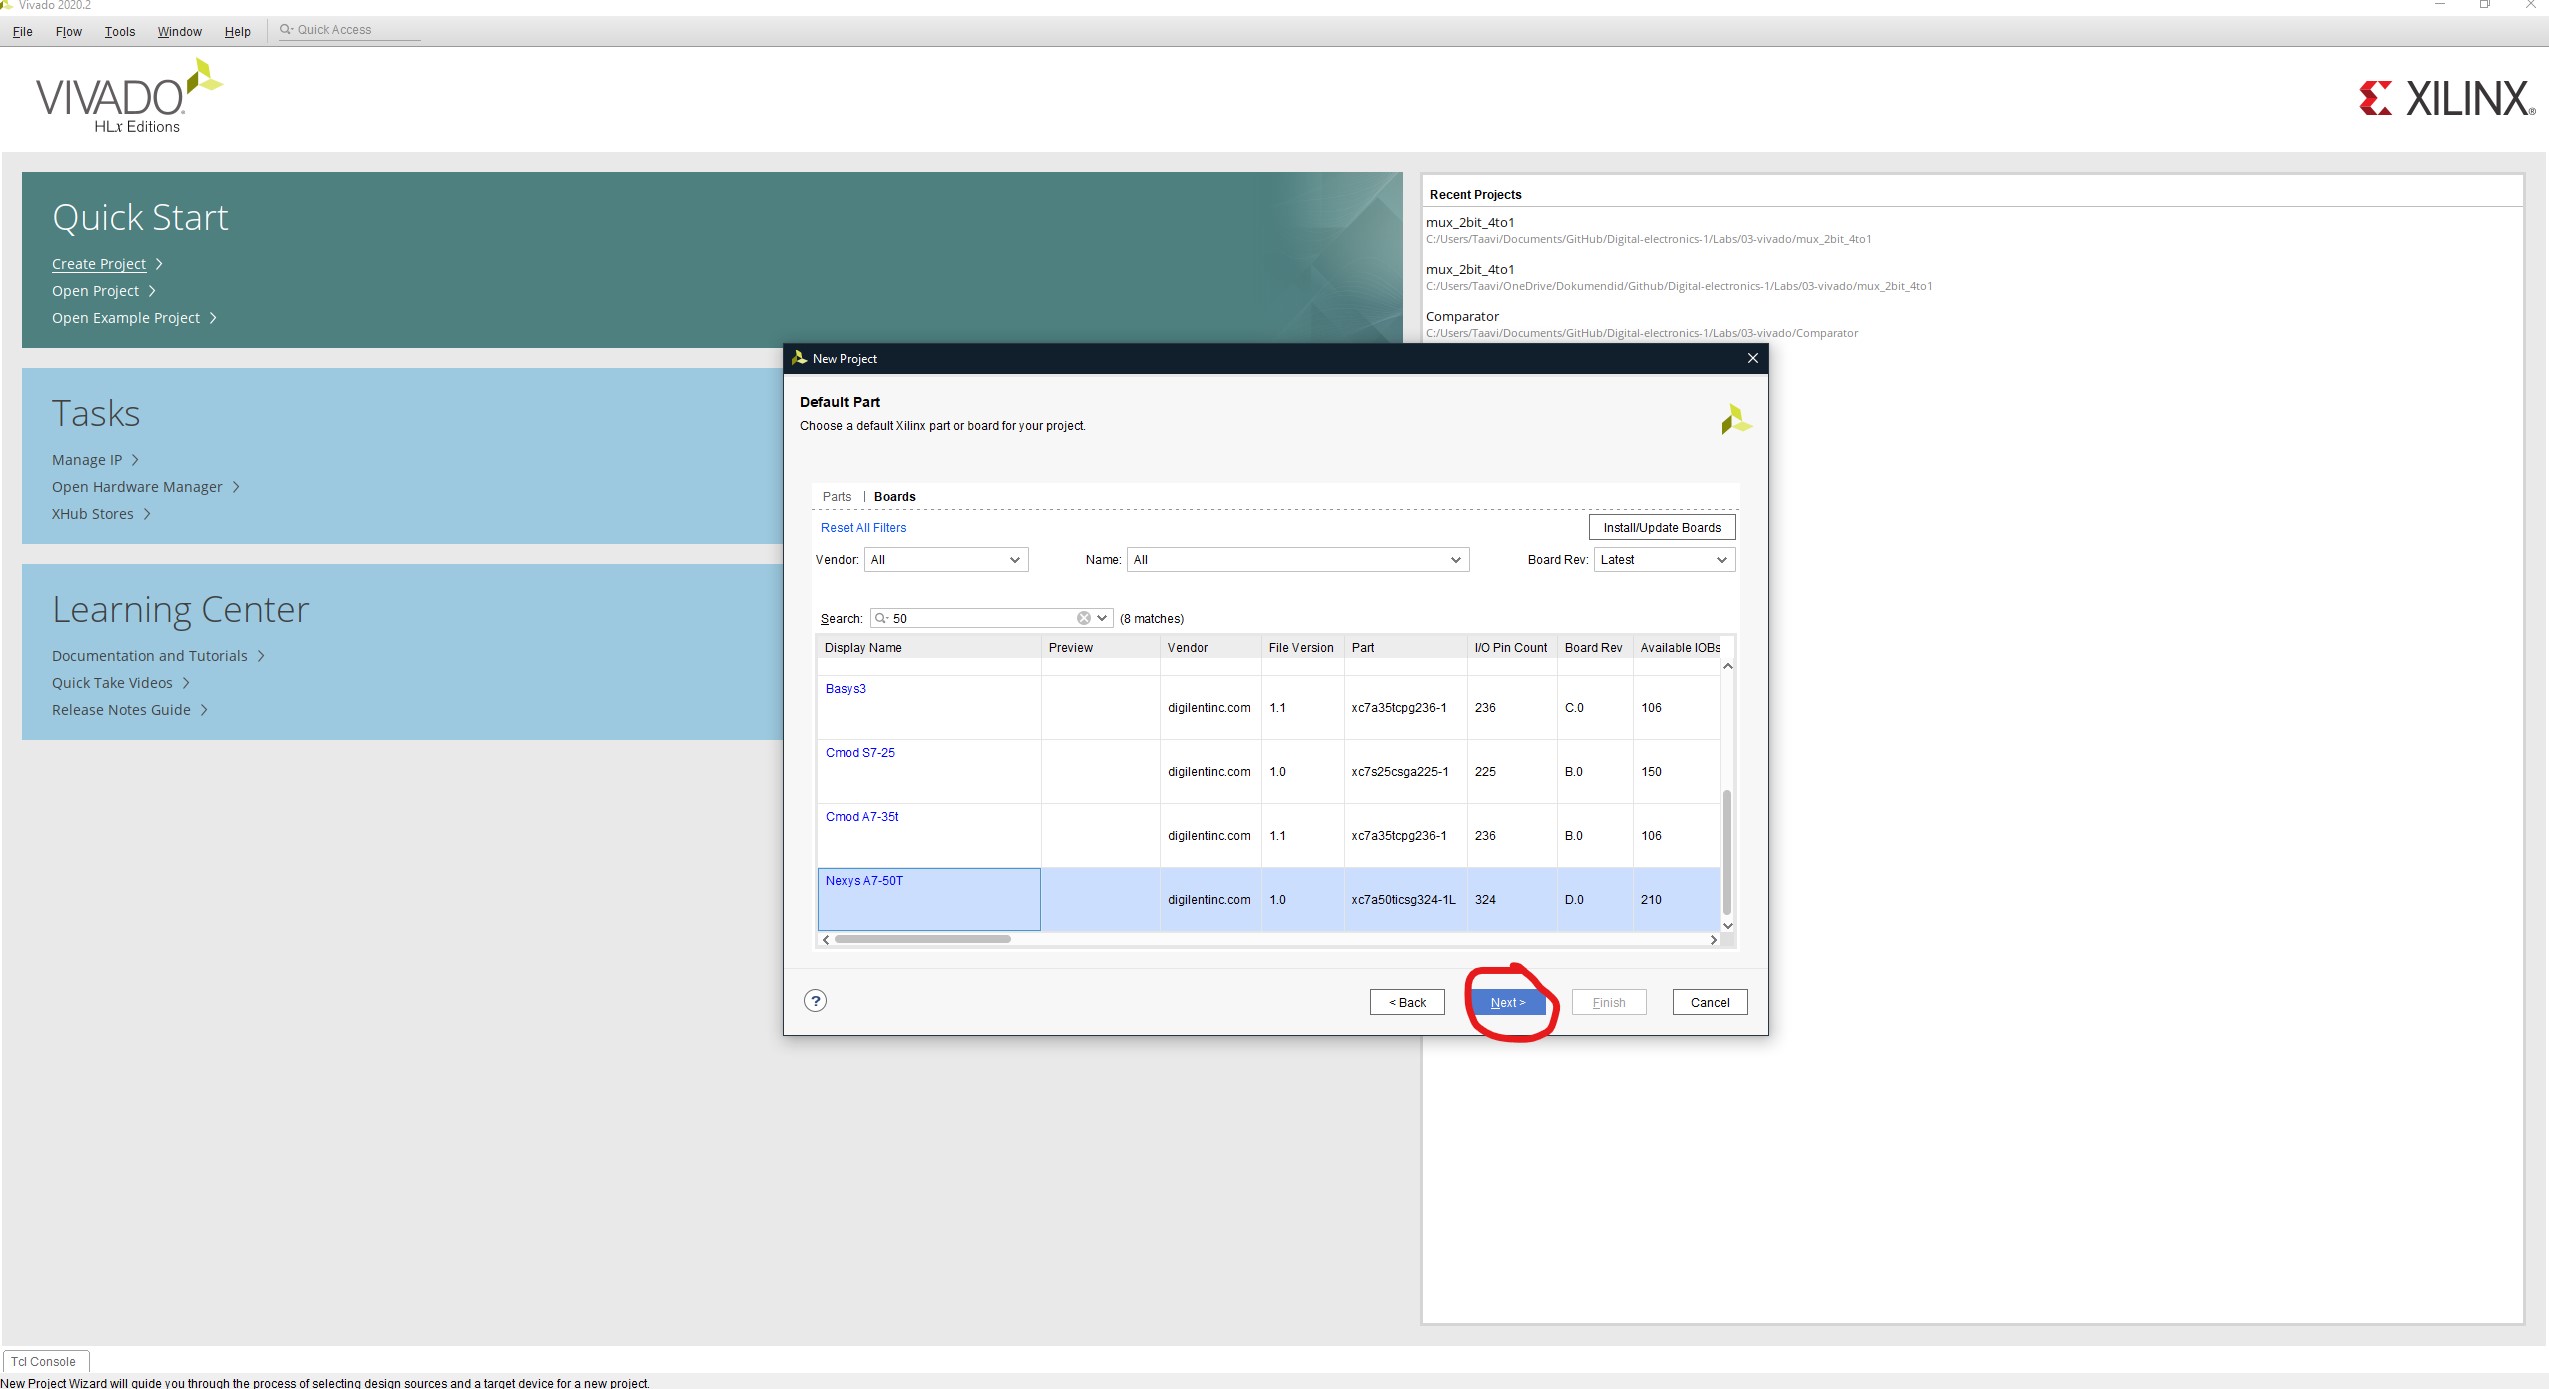 Vivado 2020.2
File Flow Tools Window Help Quick Access
VIVADO
HLx Editions
XILINX®
Quick Start
Create Project
Open Project
Open Example Project
Tasks
Manage IP
Open Hardware Manager
XHub Stores
Learning Center
Documentation and Tutorials
Quick Take Videos
Release Notes Guide
Recent Projects
mux_2bit_4to1
C:/Users/Taavi/Documents/GitHub/Digital-electronics-1/Labs/03-vivado/mux_2bit_4to1
mux_2bit_4to1
C:/Users/Taavi/OneDrive/Dokumendid/Github/Digital-electronics-1/Labs/03-vivado/mux_2bit_4to1
Comparator
C:/Users/Taavi/Documents/GitHub/Digital-electronics-1/Labs/03-vivado/Comparator
New Project
Default Part
Choose a default Xilinx part or board for your project.
Parts | Boards
Reset All Filters
Install/Update Boards
Vendor: All Name: All Board Rev: Latest
Search: 50 (8 matches)
Display Name Preview Vendor File Version Part I/O Pin Count Board Rev Available IOBs
Basys3
digilentinc.com 1.1 xc7a35tcpg236-1 236 C.0 106
Cmod S7-25
digilentinc.com 1.0 xc7s25csga225-1 225 B.0 150
Cmod A7-35t
digilentinc.com 1.1 xc7a35tcpg236-1 236 B.0 106
Nexys A7-50T
digilentinc.com 1.0 xc7a50ticsg324-1L 324 D.0 210
? < Back Next > Finish Cancel
Tcl Console
New Project Wizard will guide you through the process of selecting design sources and a target device for a new project.